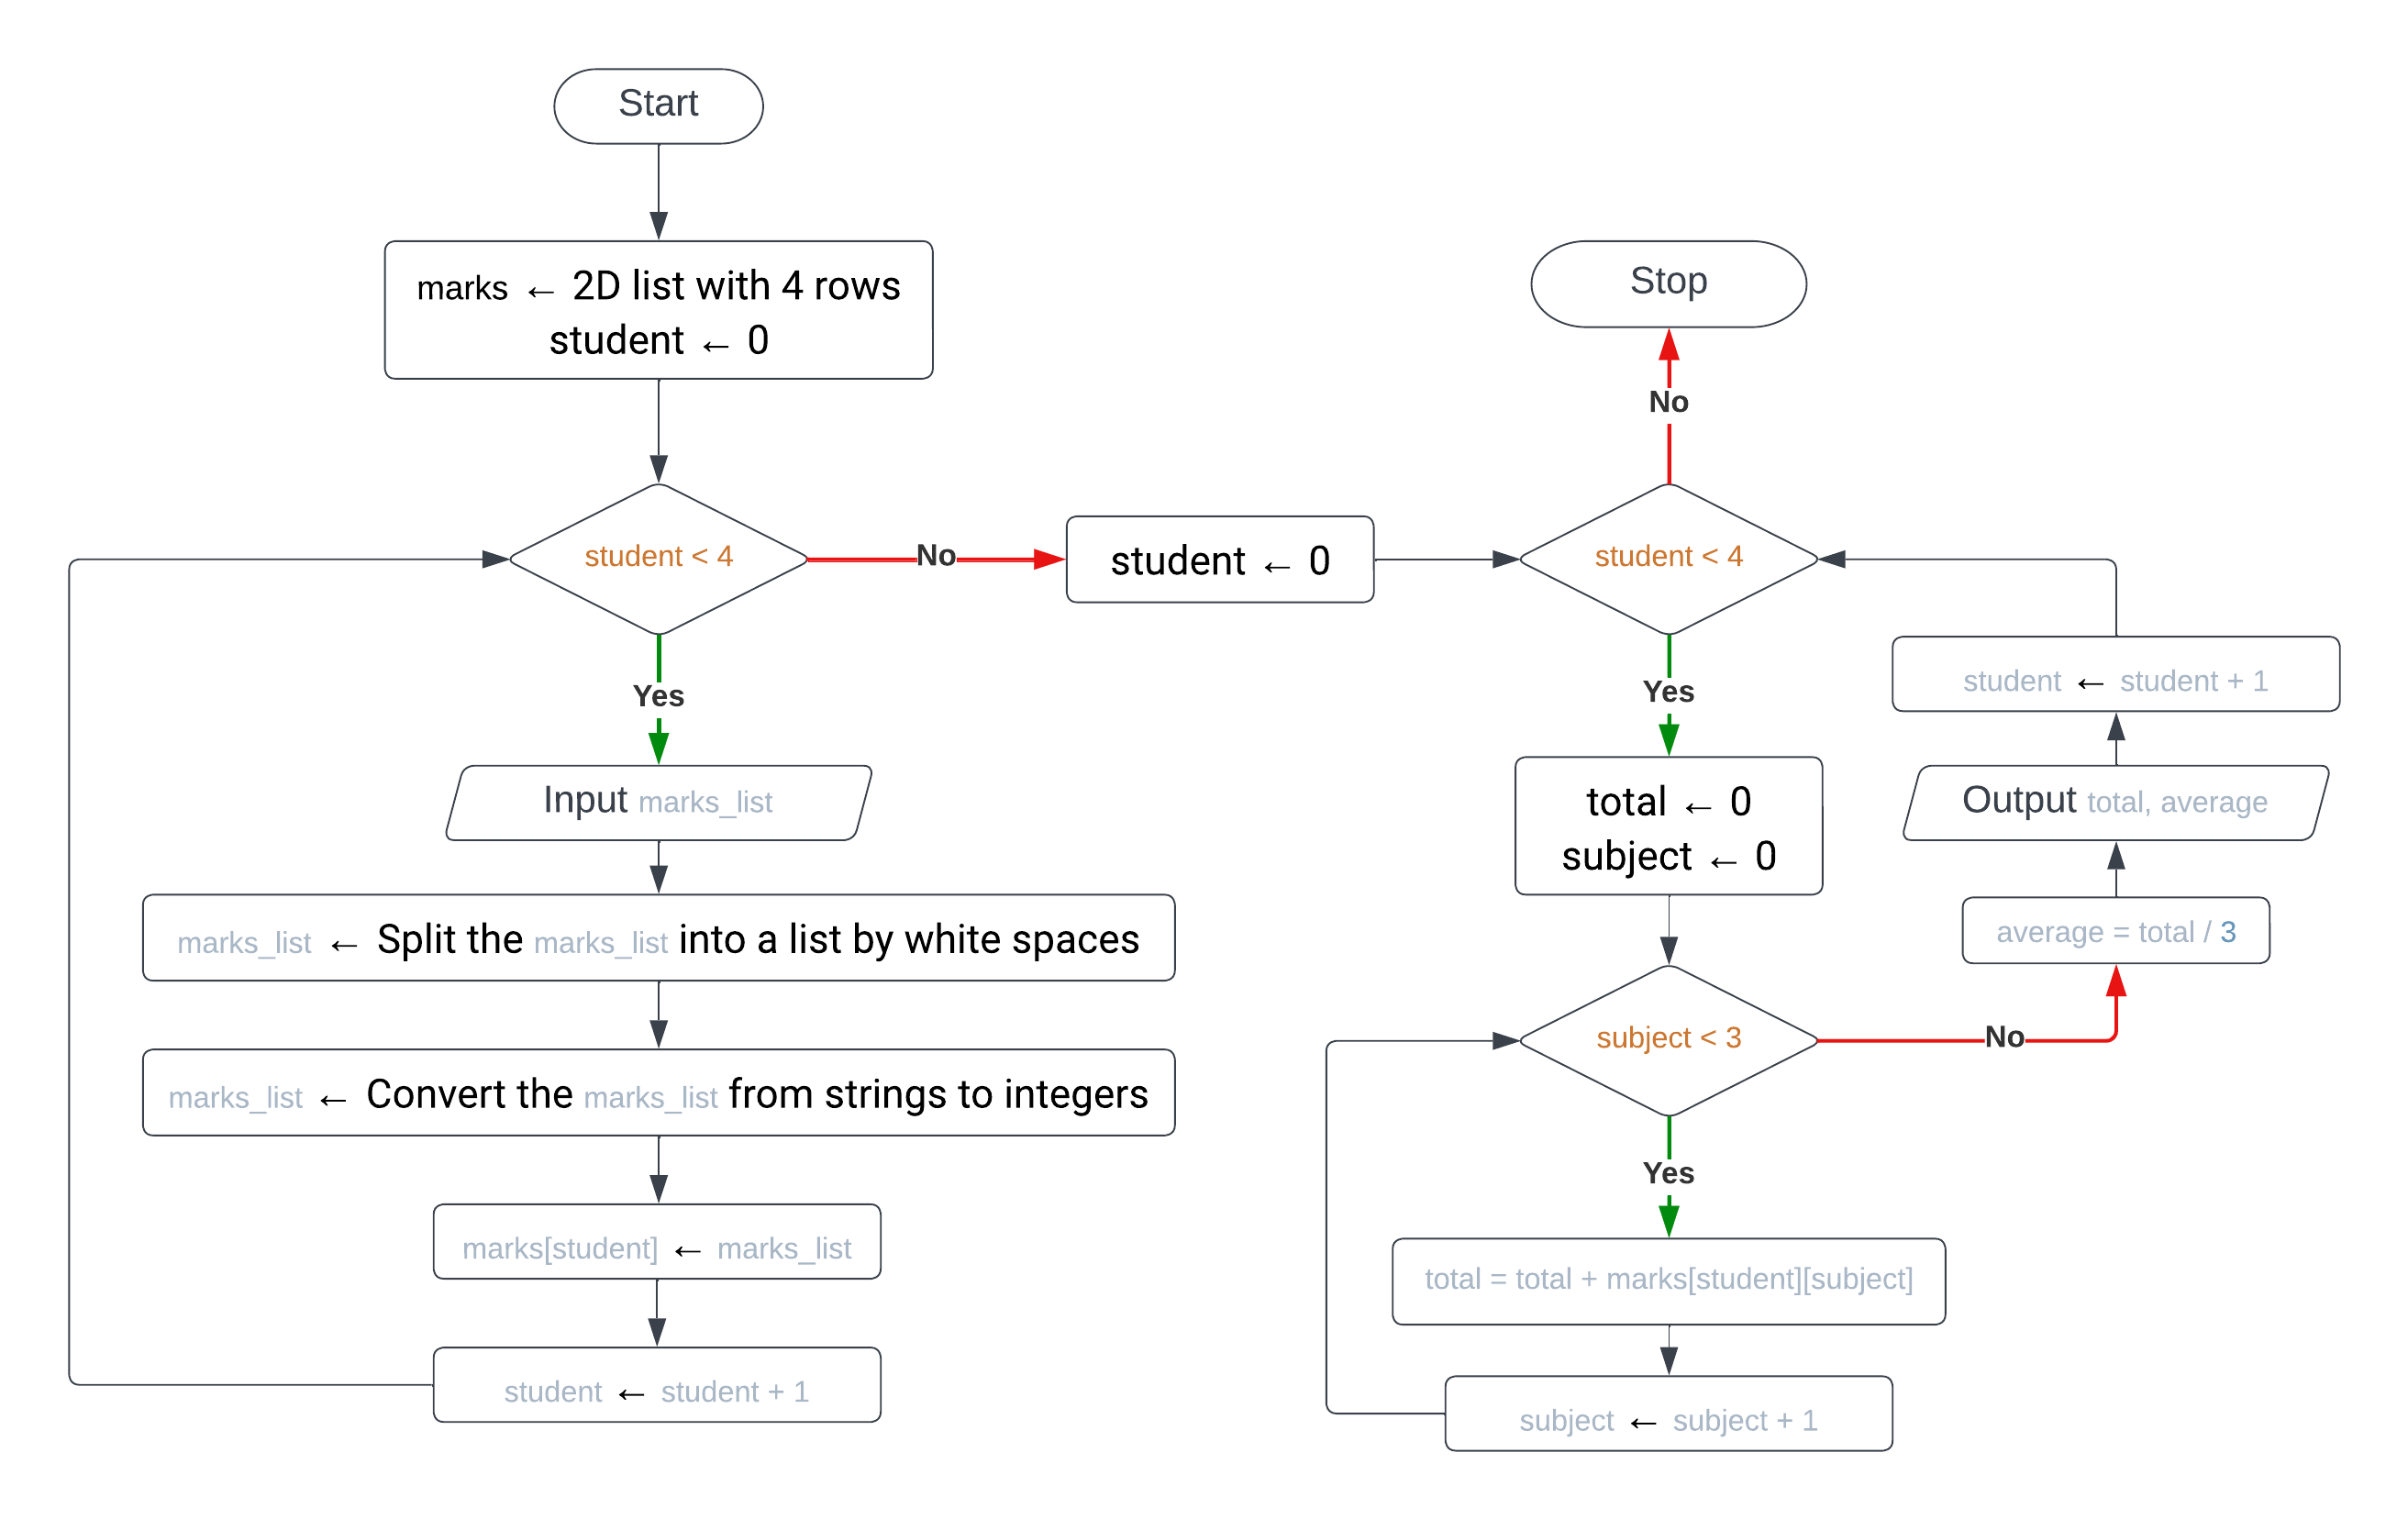 Start
marks ← 2D list with 4 rows
student ← 0
student < 4
No
Yes
Input marks_list
marks_list ← Split the marks_list into a list by white spaces
marks_list ← Convert the marks_list from strings to integers
marks[student] ← marks_list
student ← student + 1
student ← 0
Stop
No
student < 4
Yes
total ← 0
subject ← 0
subject < 3
No
Yes
total = total + marks[student][subject]
subject ← subject + 1
average = total / 3
Output total, average
student ← student + 1